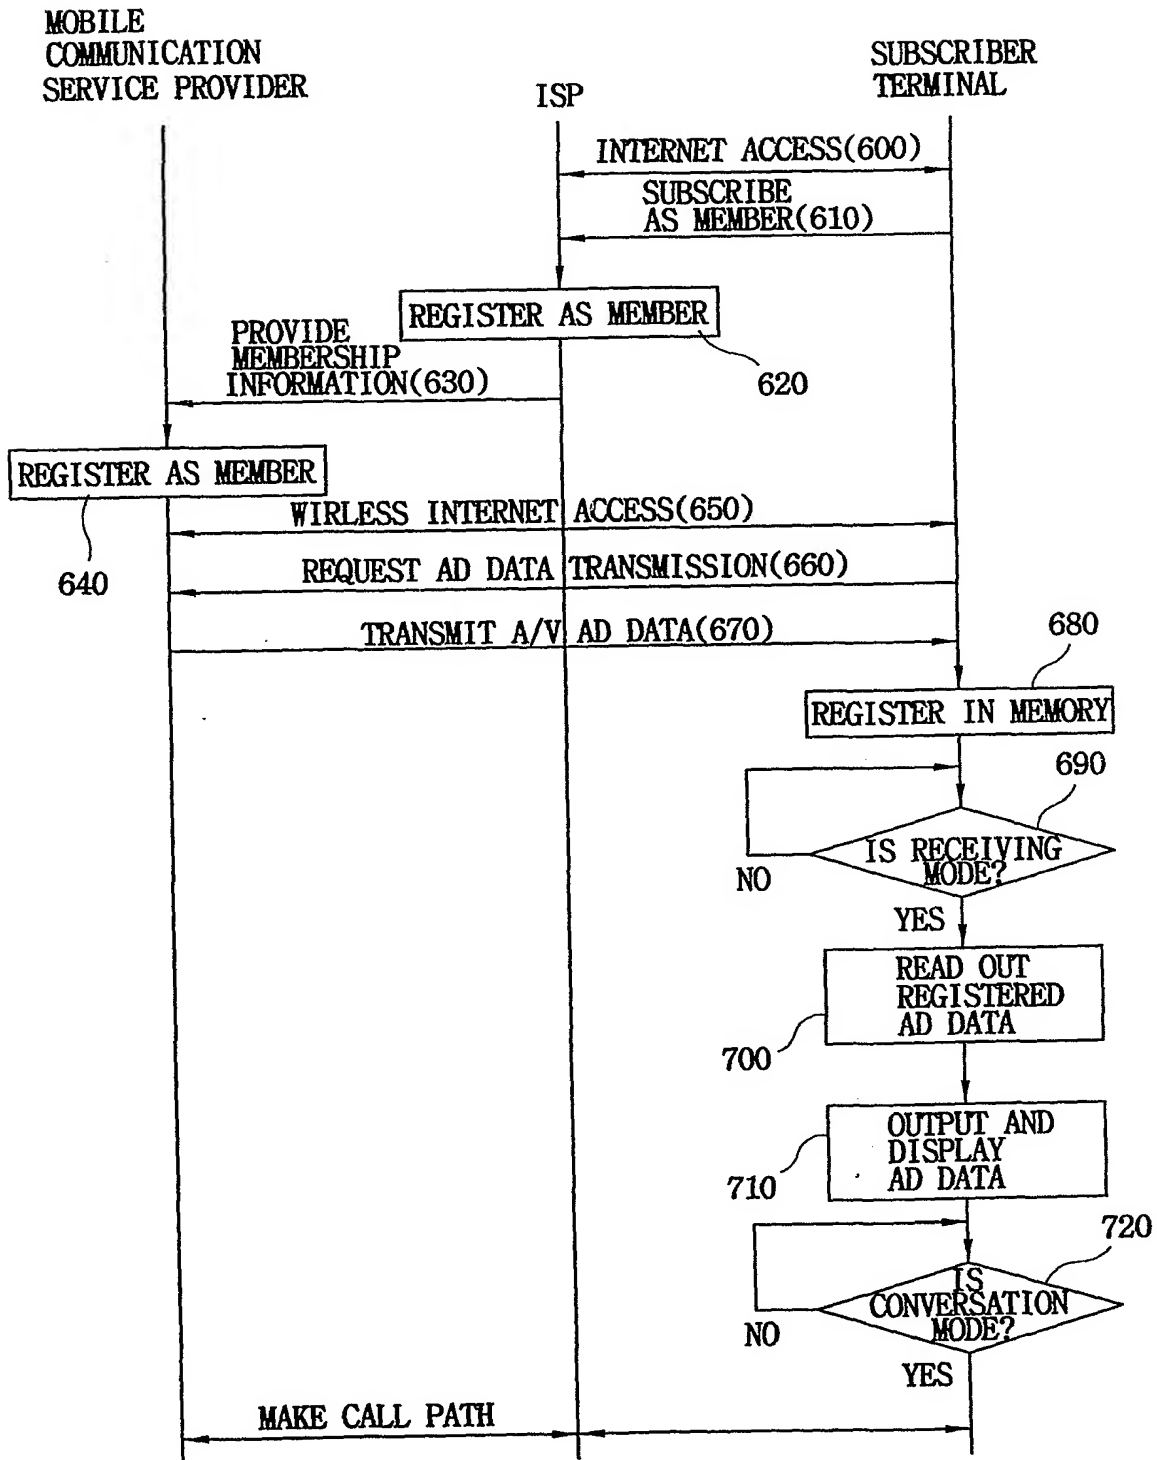 MOBILE
COMMUNICATION
SERVICE PROVIDER
ISP
SUBSCRIBER
TERMINAL
INTERNET ACCESS(600)
SUBSCRIBE
AS MEMBER(610)
REGISTER AS MEMBER
620
PROVIDE
MEMBERSHIP
INFORMATION(630)
REGISTER AS MEMBER
640
WIRLESS INTERNET ACCESS(650)
REQUEST AD DATA TRANSMISSION(660)
TRANSMIT A/V AD DATA(670)
680
REGISTER IN MEMORY
690
IS RECEIVING
MODE?
NO
YES
READ OUT
REGISTERED
AD DATA
700
OUTPUT AND
DISPLAY
AD DATA
710
720
IS
CONVERSATION
MODE?
NO
YES
MAKE CALL PATH